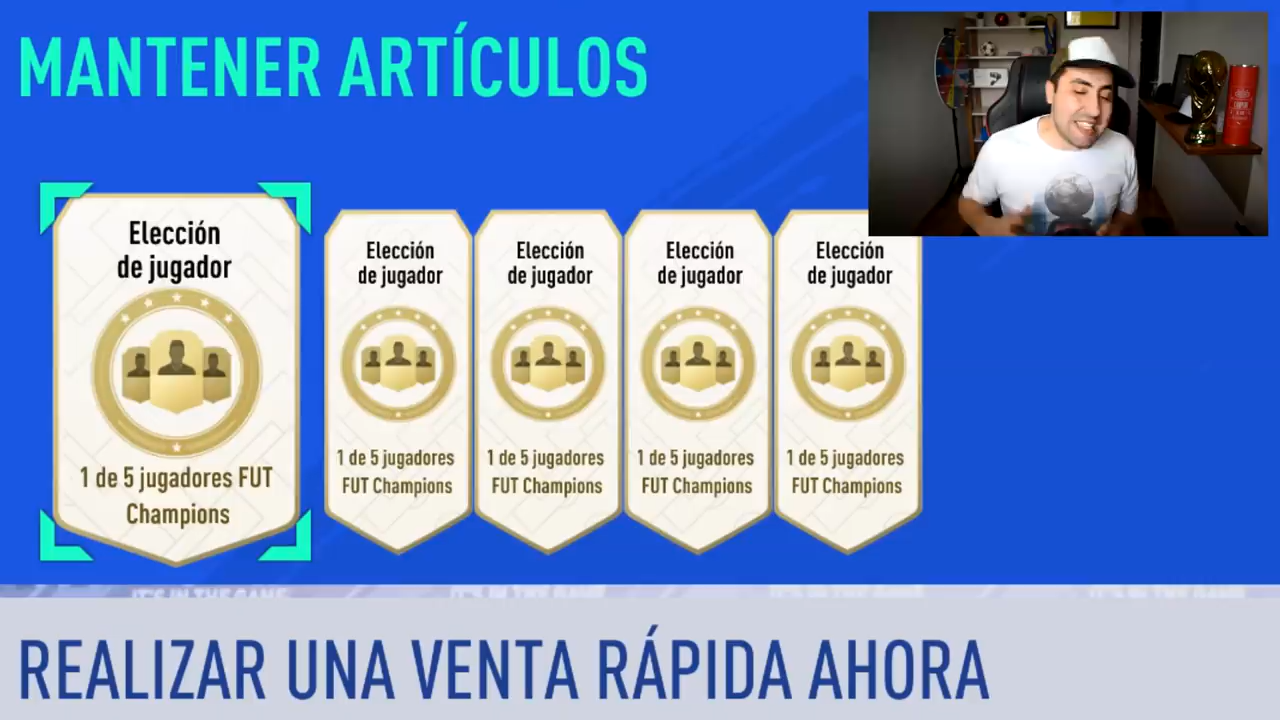 MANTENER ARTÍCULOS
Elección
de jugador
1 de 5 jugadores FUT
Champions
Elección
de jugador
1 de 5 jugadores
FUT Champions
Elección
de jugador
1 de 5 jugadores
FUT Champions
Elección
de jugador
1 de 5 jugadores
FUT Champions
Elección
de jugador
1 de 5 jugadores
FUT Champions
REALIZAR UNA VENTA RÁPIDA AHORA